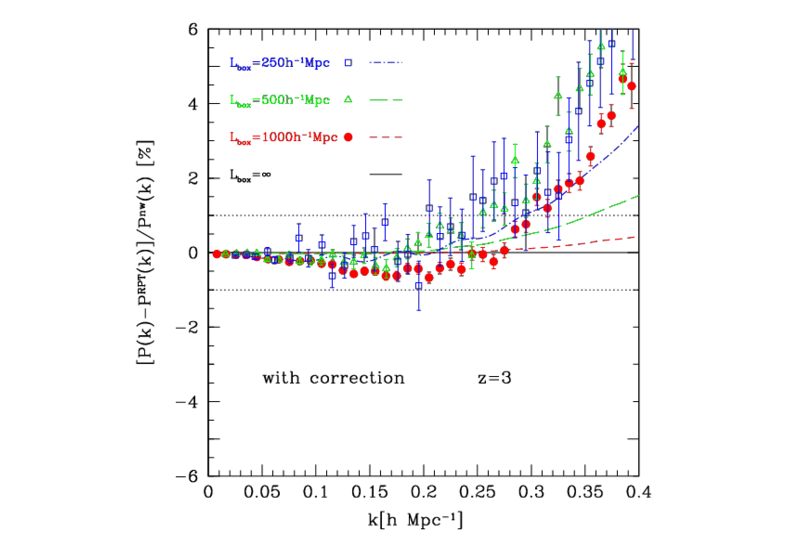 6
4
2
0
−2
−4
−6
[P(k)−Pᴿᴾᵀ(k)]/Pⁿʷ(k) [%]
L_box=250h⁻¹Mpc
L_box=500h⁻¹Mpc
L_box=1000h⁻¹Mpc
L_box=∞
with correction z=3
0 0.05 0.1 0.15 0.2 0.25 0.3 0.35 0.4
k[h Mpc⁻¹]